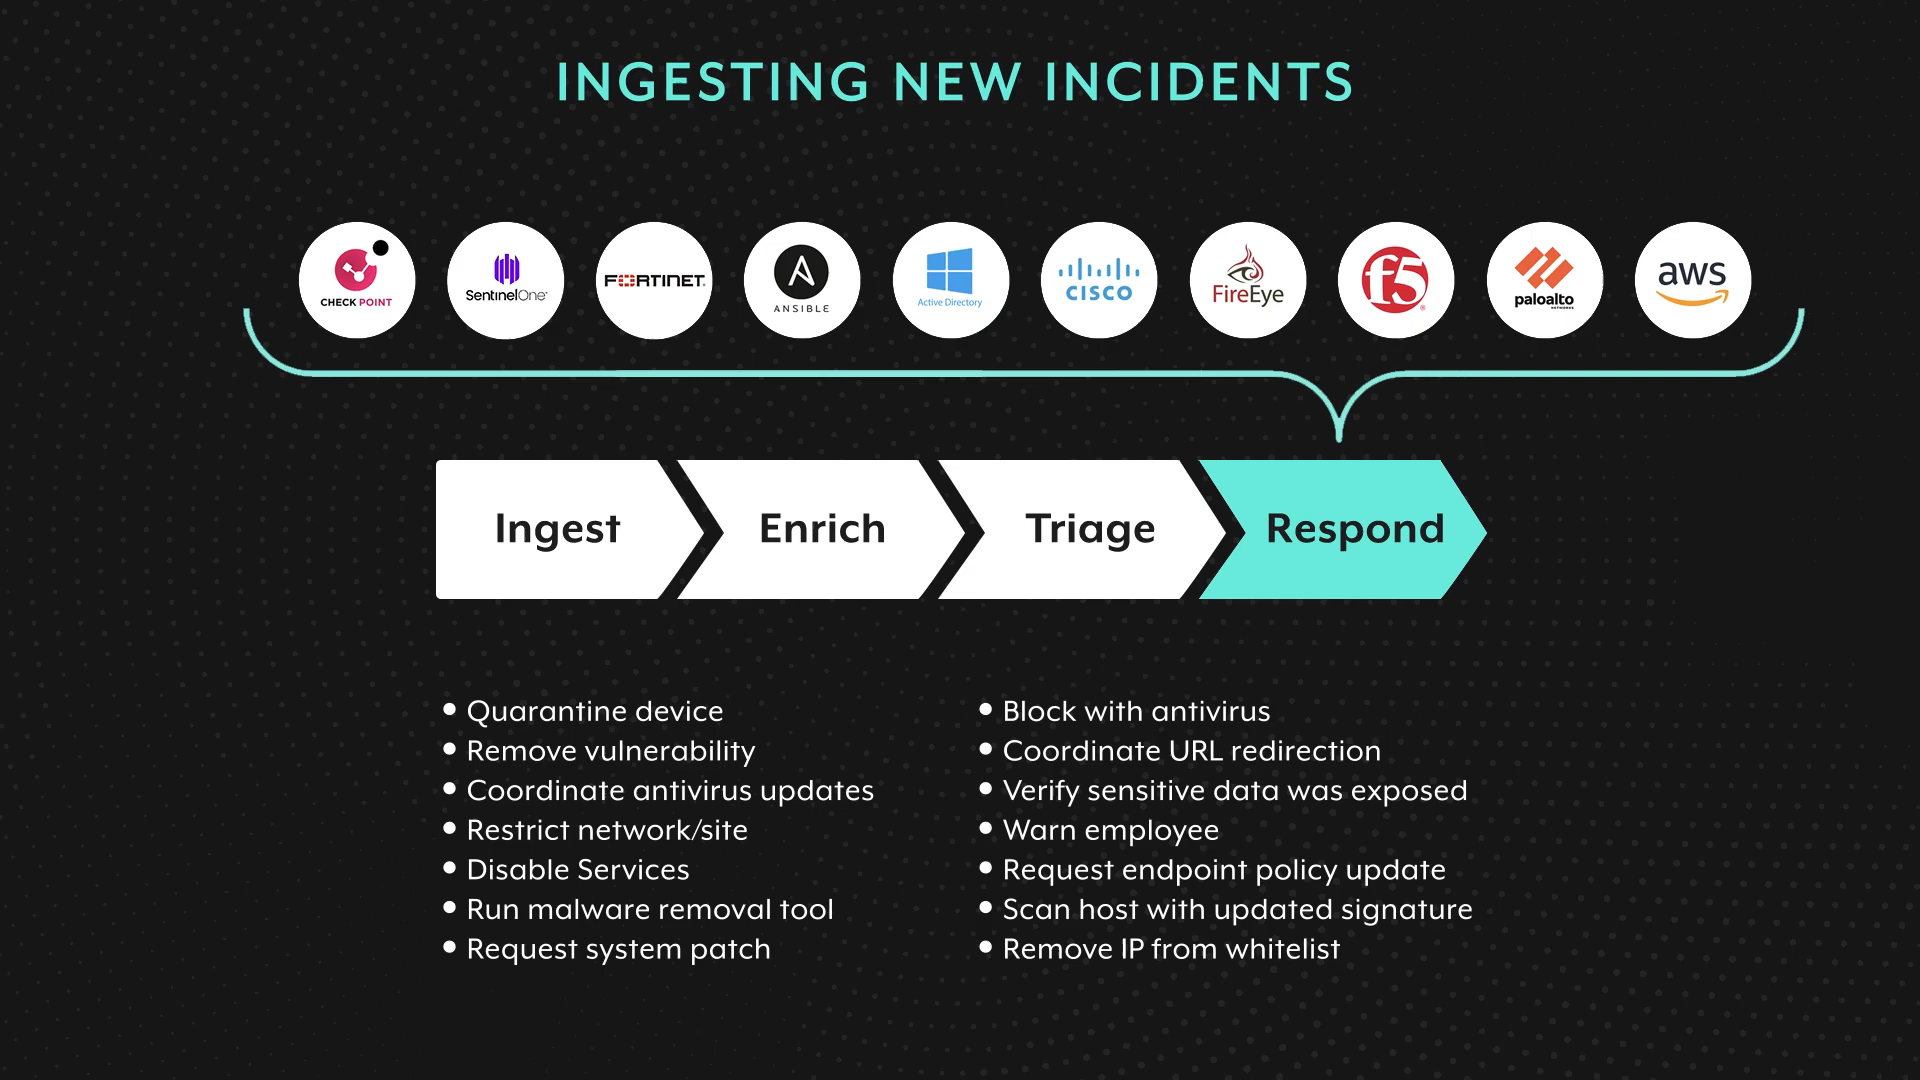 INGESTING NEW INCIDENTS
CHECK POINT
SentinelOne
FORTINET
ANSIBLE
Active Directory
CISCO
FireEye
f5
paloalto
NETWORKS
aws
Ingest
Enrich
Triage
Respond
• Quarantine device
• Remove vulnerability
• Coordinate antivirus updates
• Restrict network/site
• Disable Services
• Run malware removal tool
• Request system patch
• Block with antivirus
• Coordinate URL redirection
• Verify sensitive data was exposed
• Warn employee
• Request endpoint policy update
• Scan host with updated signature
• Remove IP from whitelist